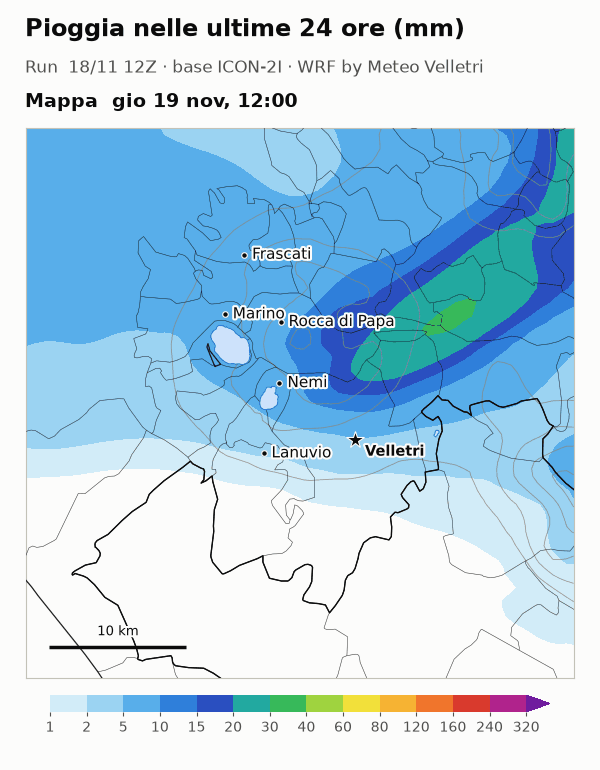 Pioggia nelle ultime 24 ore (mm)
Run  18/11 12Z · base ICON-2I · WRF by Meteo Velletri
Mappa  gio 19 nov, 12:00
Frascati
Marino
Rocca di Papa
Nemi
Velletri
Lanuvio
10 km
1 2 5 10 15 20 30 40 60 80 120 160 240 320